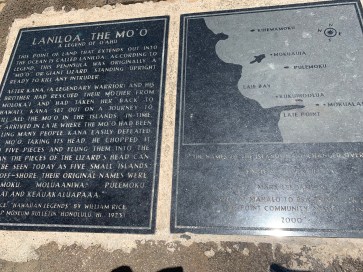 LANILOA, THE MO'O
A LEGEND OF O'AHU
THIS POINT OF LAND THAT EXTENDS OUT INTO
THE OCEAN IS CALLED LANILOA. ACCORDING TO
LEGEND, THIS PENINSULA WAS ORIGINALLY A
MO'O, OR GIANT LIZARD, STANDING UPRIGHT
READY TO KILL ANY INTRUDER.
AFTER KANA (A LEGENDARY WARRIOR) AND HIS
BROTHER HAD RESCUED THEIR MOTHER FROM
MOLOKA'I AND HAD TAKEN HER BACK TO
HAWAI'I, KANA SET OUT ON A JOURNEY TO
KILL ALL THE MO'O IN THE ISLANDS. IN TIME,
HE ARRIVED IN LA'IE WHERE THE MO'O HAD BEEN
KILLING MANY PEOPLE. KANA EASILY DEFEATED
MO'O. TAKING ITS HEAD, HE CHOPPED IT
FIVE PIECES AND FLUNG THEM INTO THE
THE PIECES OF THE LIZARD'S HEAD CAN
BE SEEN TODAY AS FIVE SMALL ISLANDS
OFF-SHORE. THEIR ORIGINAL NAMES WERE
MOLUAANIWA, PULEMOKU,
AND KEAUAKALUAPAAA.
"HAWAIIAN LEGENDS" BY WILLIAM RICE
MUSEUM BULLETIN, HONOLULU, HI, 1923)
KIHEWAMOKU
N
MOKUAUIA
PULEMOKU
LAIE BAY
KUKUIHOOLUA
MOKUALAI
LAIE POINT
THE NAMES
MAHALO TO
POINT COMMUNITY
2000